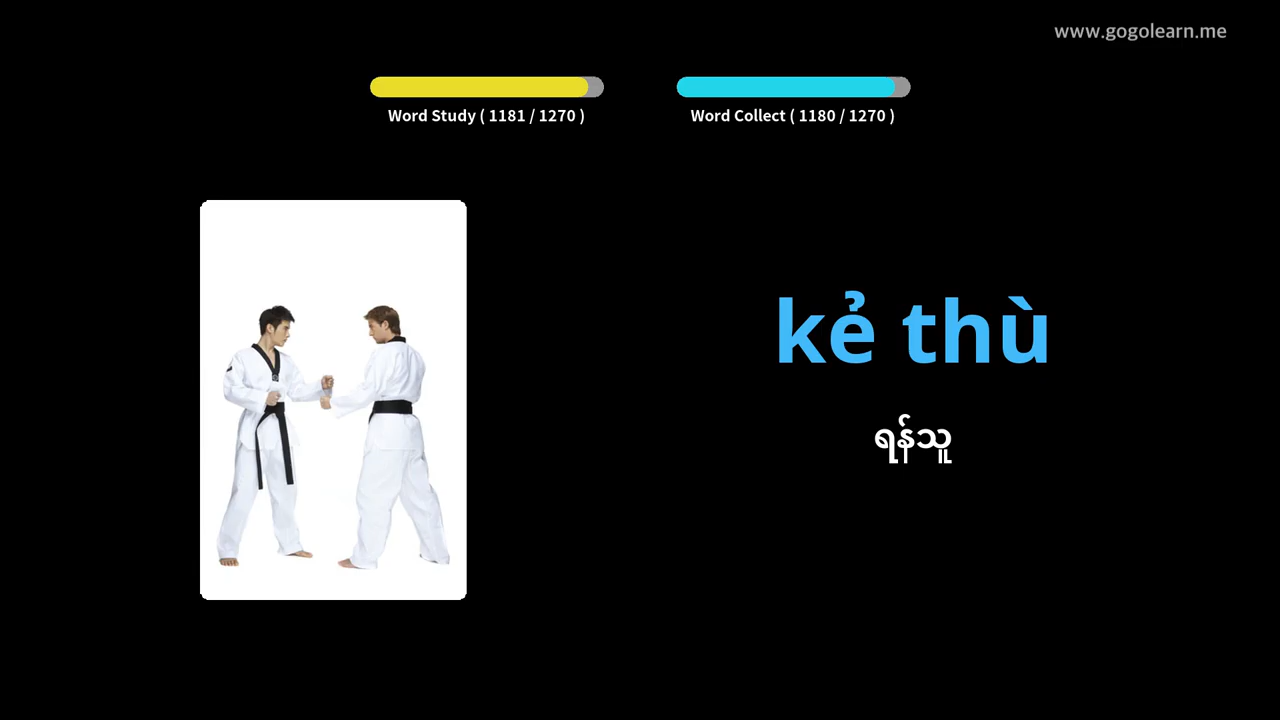 www.gogolearn.me
Word Study ( 1181 / 1270 )
Word Collect ( 1180 / 1270 )
kẻ thù
ရန်သူ